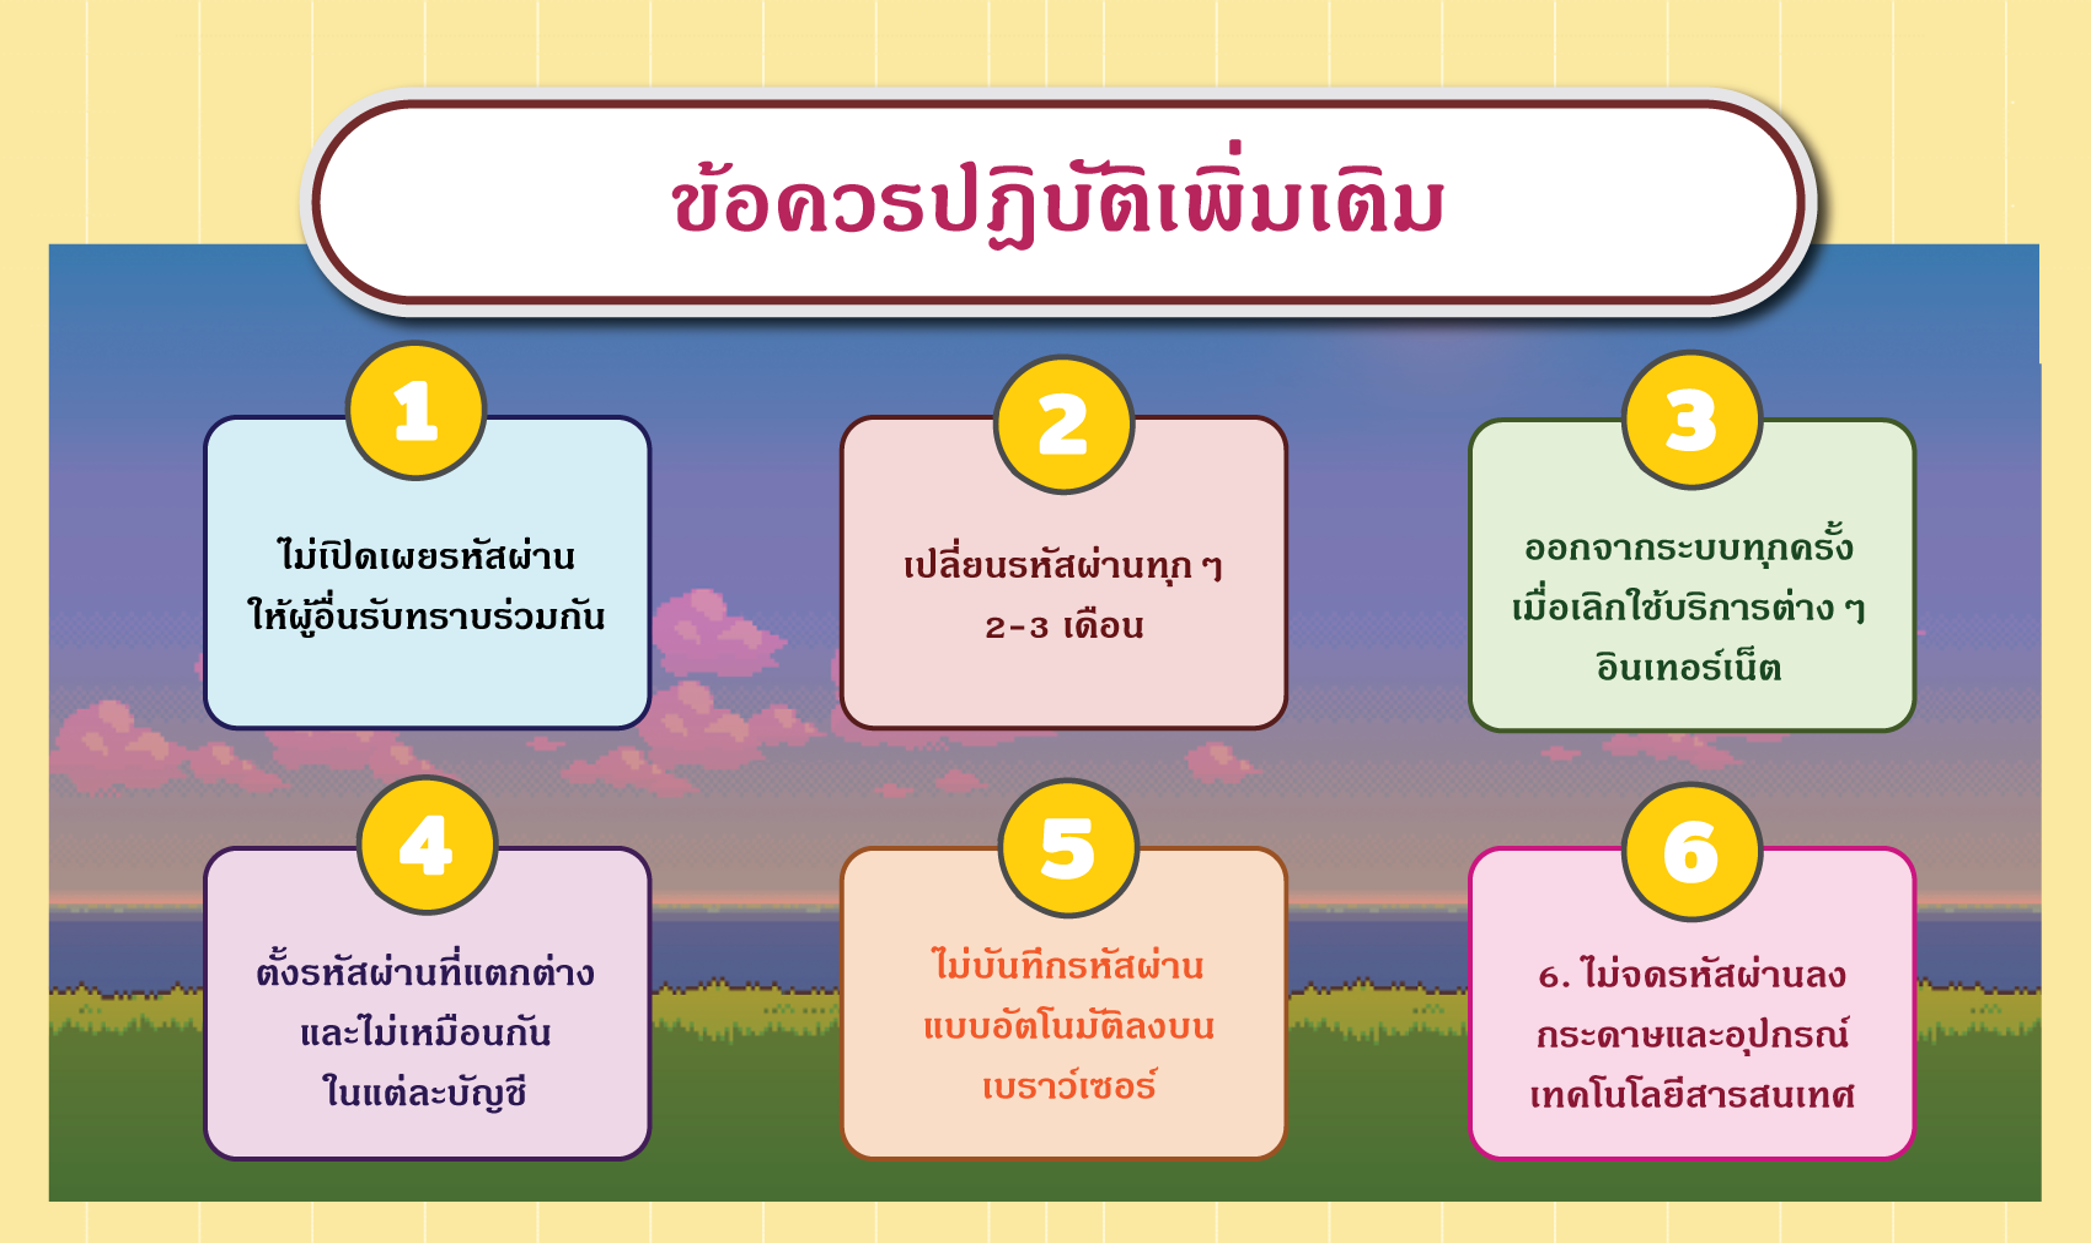 ข้อควรปฏิบัติเพิ่มเติม
1
ไม่เปิดเผยรหัสผ่าน
ให้ผู้อื่นรับทราบร่วมกัน
2
เปลี่ยนรหัสผ่านทุก ๆ
2-3 เดือน
3
ออกจากระบบทุกครั้ง
เมื่อเลิกใช้บริการต่าง ๆ
อินเทอร์เน็ต
4
ตั้งรหัสผ่านที่แตกต่าง
และไม่เหมือนกัน
ในแต่ละบัญชี
5
ไม่บันทึกรหัสผ่าน
แบบอัตโนมัติลงบน
เบราว์เซอร์
6
6. ไม่จดรหัสผ่านลง
กระดาษและอุปกรณ์
เทคโนโลยีสารสนเทศ